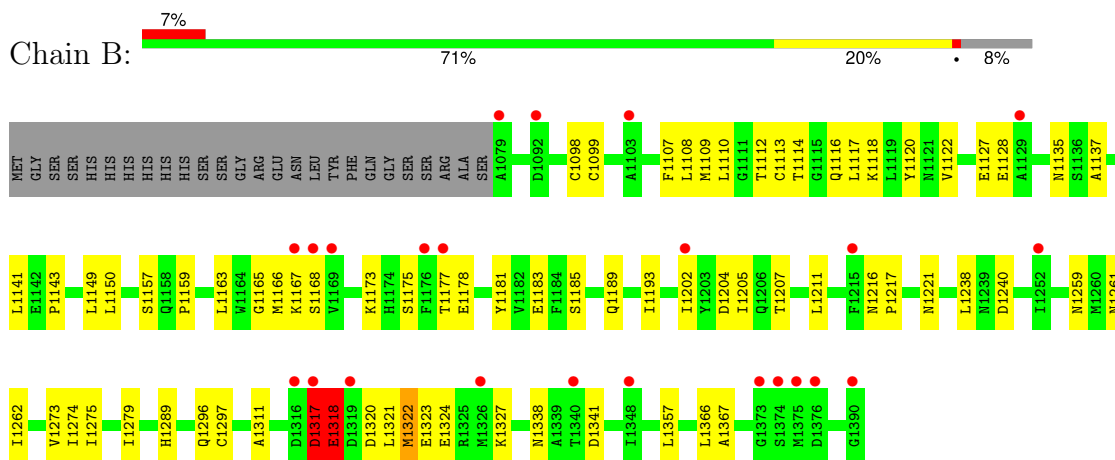 7%
Chain B:
71% 20% • 8%
MET GLY SER SER HIS HIS HIS HIS HIS HIS SER SER GLY ARG GLU ASN LEU TYR PHE GLN GLY SER SER ARG ALA SER A1079 D1092 C1098 C1099 A1103 F1107 L1108 M1109 L1110 G1111 T1112 C1113 T1114 G1115 Q1116 L1117 K1118 L1119 Y1120 N1121 V1122 E1127 E1128 A1129 N1135 S1136 A1137
L1141 E1142 P1143 L1149 L1150 S1157 Q1158 P1159 L1163 W1164 G1165 M1166 K1167 S1168 V1169 K1173 H1174 S1175 F1176 T1177 E1178 Y1181 V1182 E1183 F1184 S1185 Q1189 I1193 I1202 Y1203 D1204 I1205 Q1206 T1207 L1211 F1215 N1216 P1217 N1221 L1238 N1239 D1240 I1252 N1259 M1260 N1261
I1262 V1273 I1274 I1275 I1279 H1289 Q1296 C1297 A1311 D1316 D1317 E1318 D1319 D1320 L1321 M1322 E1323 E1324 R1325 M1326 K1327 N1338 A1339 T1340 D1341 I1348 L1357 L1366 A1367 G1373 S1374 M1375 D1376 G1390